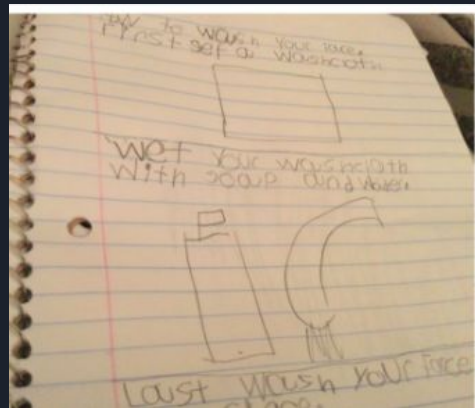 to wash your face.
First get a washcloth
Wet your washcloth
with soap and water.
Last wash your face